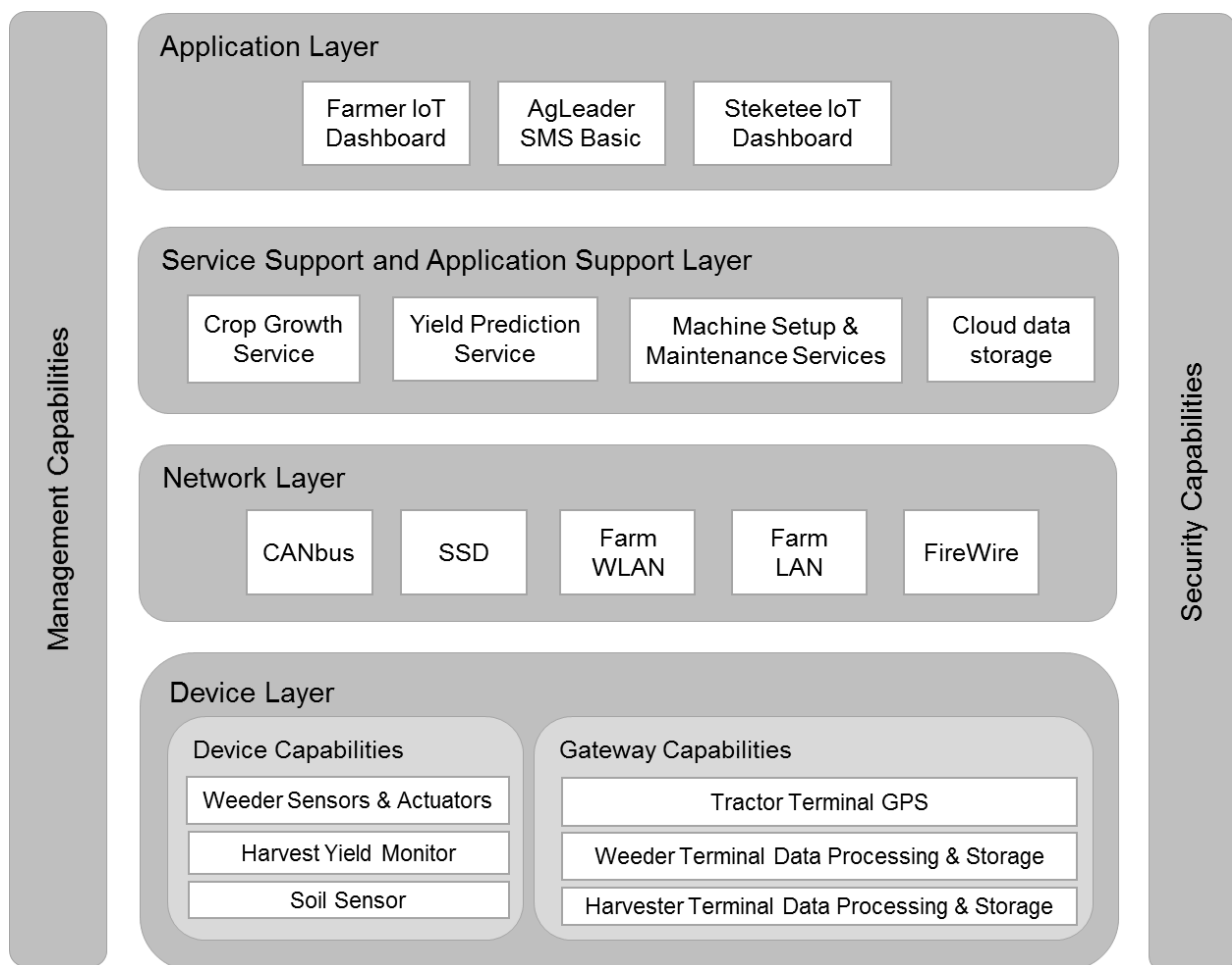 Application Layer
Farmer IoT
Dashboard
AgLeader
SMS Basic
Steketee IoT
Dashboard
Service Support and Application Support Layer
Crop Growth
Service
Yield Prediction
Service
Machine Setup &
Maintenance Services
Cloud data
storage
Management Capabilities
Security Capabilities
Network Layer
CANbus
SSD
Farm
WLAN
Farm
LAN
FireWire
Device Layer
Device Capabilities
Weeder Sensors & Actuators
Harvest Yield Monitor
Soil Sensor
Gateway Capabilities
Tractor Terminal GPS
Weeder Terminal Data Processing & Storage
Harvester Terminal Data Processing & Storage